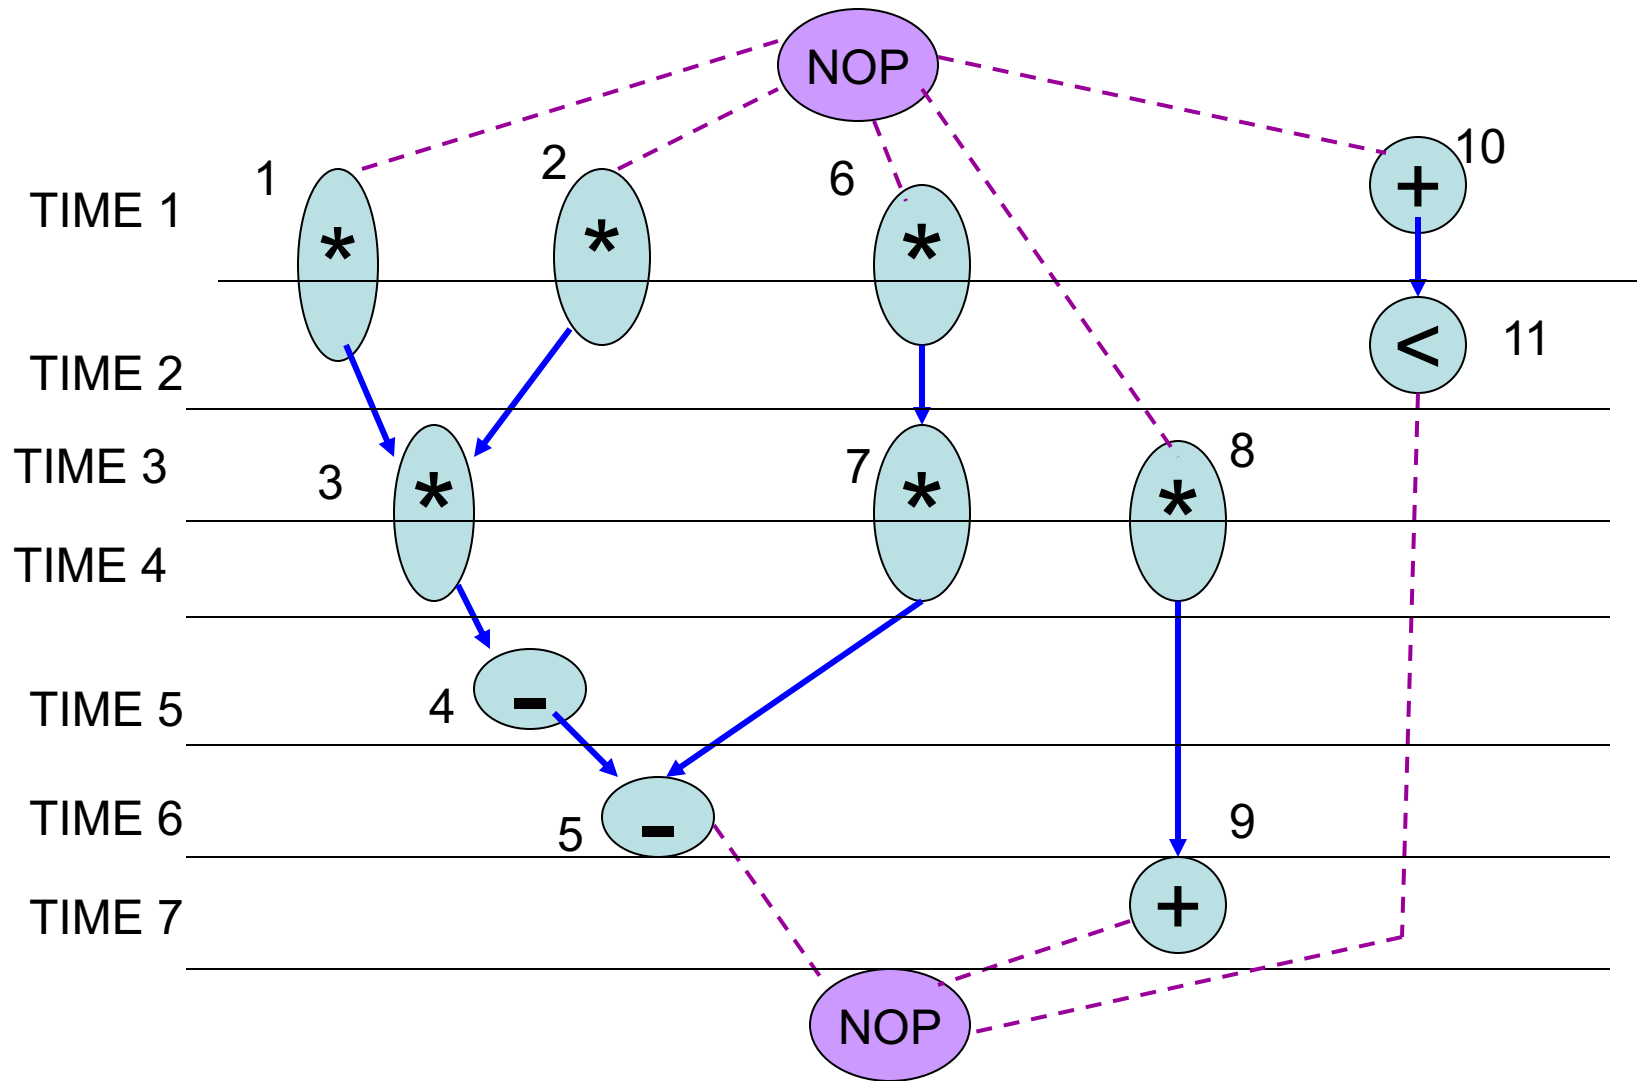 NOP
1 2 6 10
TIME 1 * * * +
TIME 2 < 11
TIME 3 3 * 7 * 8 *
TIME 4
TIME 5 4 -
TIME 6 5 - 9
TIME 7 +
NOP